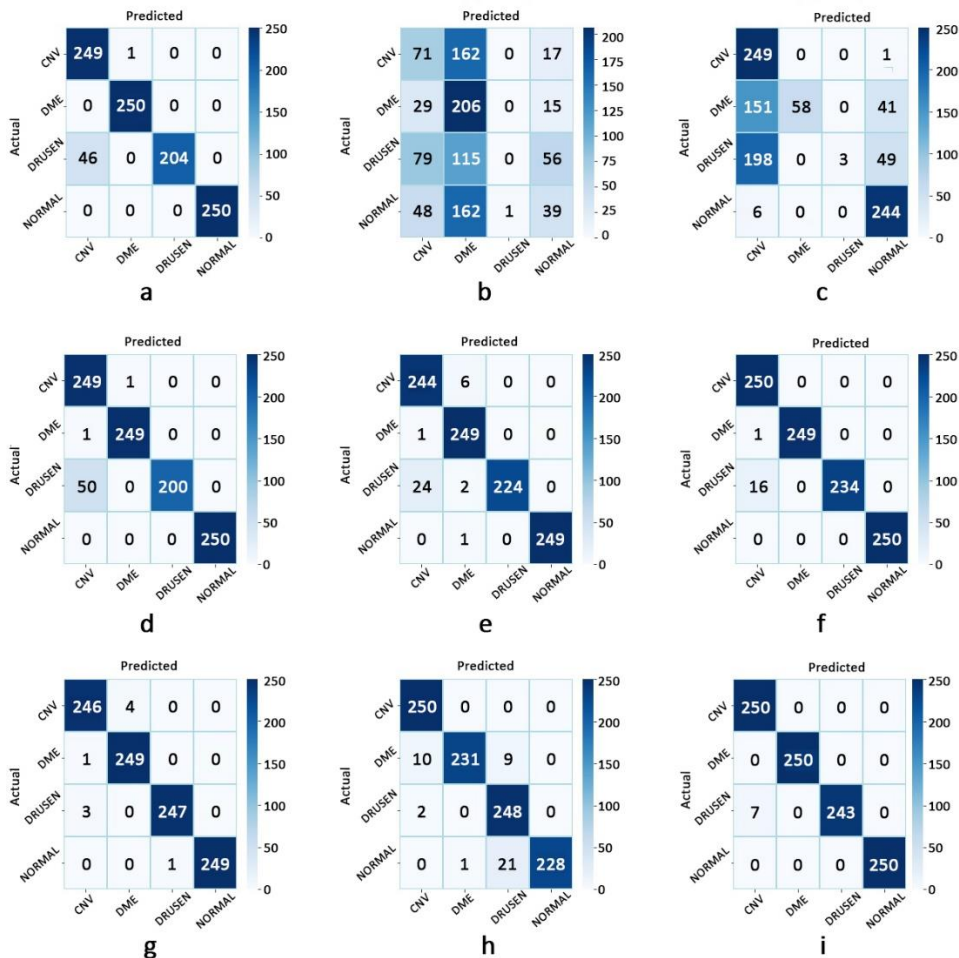 Predicted
Actual
CNV 249 1 0 0
DME 0 250 0 0
DRUSEN 46 0 204 0
NORMAL 0 0 0 250
CNV DME DRUSEN NORMAL
250
200
150
100
50
0
a
Predicted
Actual
CNV 71 162 0 17
DME 29 206 0 15
DRUSEN 79 115 0 56
NORMAL 48 162 1 39
CNV DME DRUSEN NORMAL
200
175
150
125
100
75
50
25
0
b
Predicted
Actual
CNV 249 0 0 1
DME 151 58 0 41
DRUSEN 198 0 3 49
NORMAL 6 0 0 244
CNV DME DRUSEN NORMAL
250
200
150
100
50
0
c
Predicted
Actual
CNV 249 1 0 0
DME 1 249 0 0
DRUSEN 50 0 200 0
NORMAL 0 0 0 250
CNV DME DRUSEN NORMAL
250
200
150
100
50
0
d
Predicted
Actual
CNV 244 6 0 0
DME 1 249 0 0
DRUSEN 24 2 224 0
NORMAL 0 1 0 249
CNV DME DRUSEN NORMAL
250
200
150
100
50
0
e
Predicted
Actual
CNV 250 0 0 0
DME 1 249 0 0
DRUSEN 16 0 234 0
NORMAL 0 0 0 250
CNV DME DRUSEN NORMAL
250
200
150
100
50
0
f
Predicted
Actual
CNV 246 4 0 0
DME 1 249 0 0
DRUSEN 3 0 247 0
NORMAL 0 0 1 249
CNV DME DRUSEN NORMAL
250
200
150
100
50
0
g
Predicted
Actual
CNV 250 0 0 0
DME 10 231 9 0
DRUSEN 2 0 248 0
NORMAL 0 1 21 228
CNV DME DRUSEN NORMAL
250
200
150
100
50
0
h
Predicted
Actual
CNV 250 0 0 0
DME 0 250 0 0
DRUSEN 7 0 243 0
NORMAL 0 0 0 250
CNV DME DRUSEN NORMAL
250
200
150
100
50
0
i